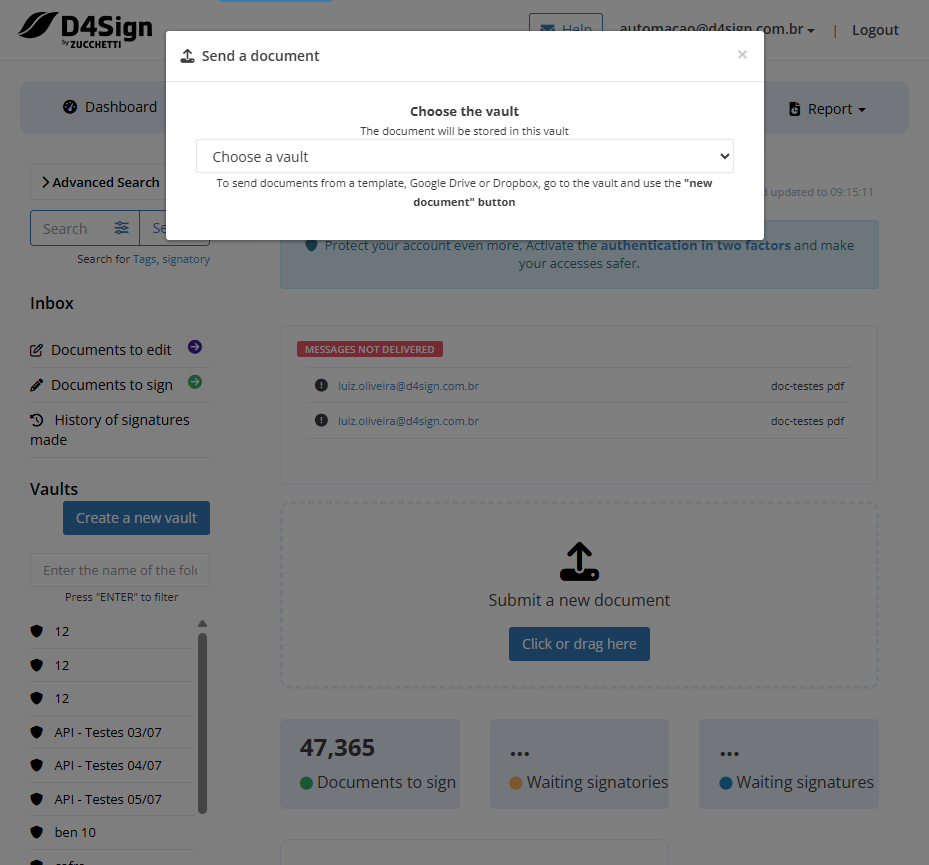 D4Sign
by ZUCCHETTI
Help
automacao@d4sign.com.br
|
Logout
Send a document
×
Choose the vault
The document will be stored in this vault
Choose a vault
To send documents from a template, Google Drive or Dropbox, go to the vault and use the "new
document" button
Dashboard
Report
Advanced Search
updated to 09:15:11
Search
Search for Tags, signatory
Protect your account even more, Activate the authentication in two factors and make
your accesses safer.
Inbox
Documents to edit
Documents to sign
History of signatures
made
Vaults
Create a new vault
Enter the name of the fol
Press "ENTER" to filter
12
12
12
API - Testes 03/07
API - Testes 04/07
API - Testes 05/07
ben 10
MESSAGES NOT DELIVERED
luiz.oliveira@d4sign.com.br
doc-testes pdf
luiz.oliveira@d4sign.com.br
doc-testes pdf
Submit a new document
Click or drag here
47,365
Documents to sign
...
Waiting signatories
...
Waiting signatures